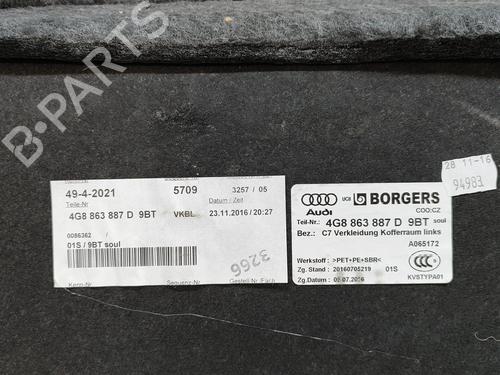 B-PARTS
49-4-2021 5709 3257 / 05
Teile-Nr Datum / Zeit
4G8 863 887 D 9BT VKBL 23.11.2016 / 20:27
0086362 /
01S / 9BT soul
3266
Kenn-Nr Sequenz-Nr Gestell Nr. Fach
Audi UCB BORGERS
COO:CZ
Teil-Nr.: 4G8 863 887 D 9BT soul
Bez.: C7 Verkleidung Kofferraum links
A065172
Werkstoff: >PET+PE+SBR<
Zg. Stand : 20160705219 01S
Zg.Datum : 05.07.2016
CCC
KVSTYPA01
28 11-16
94983